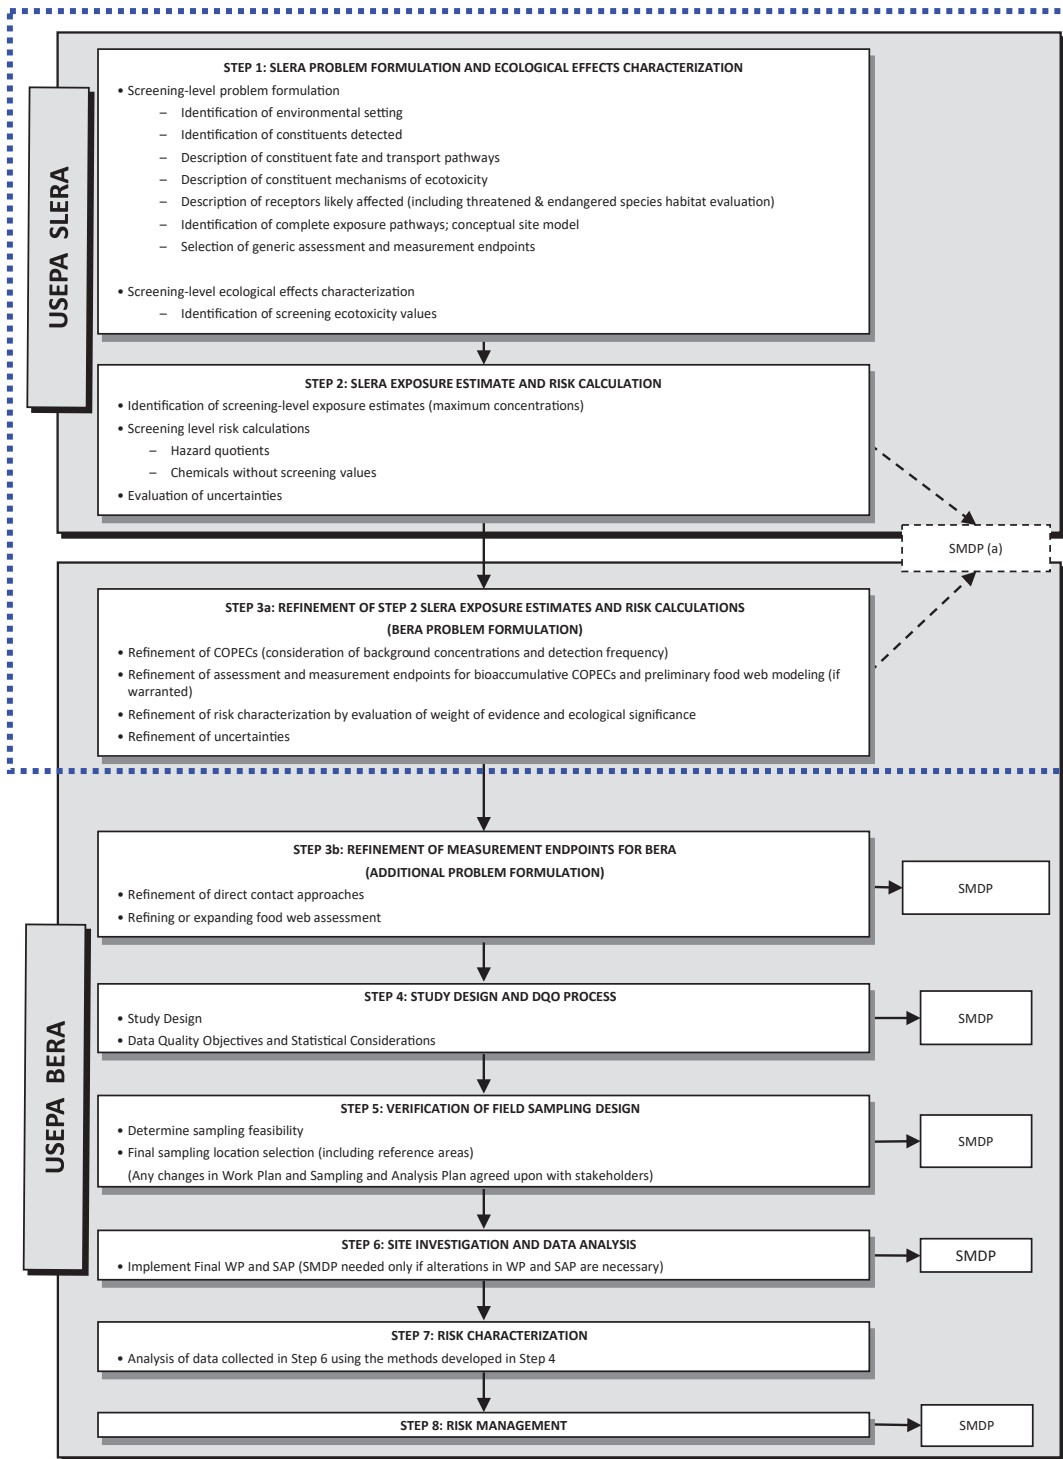 USEPA SLERA
STEP 1: SLERA PROBLEM FORMULATION AND ECOLOGICAL EFFECTS CHARACTERIZATION
• Screening-level problem formulation
– Identification of environmental setting
– Identification of constituents detected
– Description of constituent fate and transport pathways
– Description of constituent mechanisms of ecotoxicity
– Description of receptors likely affected (including threatened & endangered species habitat evaluation)
– Identification of complete exposure pathways; conceptual site model
– Selection of generic assessment and measurement endpoints
• Screening-level ecological effects characterization
– Identification of screening ecotoxicity values
STEP 2: SLERA EXPOSURE ESTIMATE AND RISK CALCULATION
• Identification of screening-level exposure estimates (maximum concentrations)
• Screening level risk calculations
– Hazard quotients
– Chemicals without screening values
• Evaluation of uncertainties
SMDP (a)
STEP 3a: REFINEMENT OF STEP 2 SLERA EXPOSURE ESTIMATES AND RISK CALCULATIONS
(BERA PROBLEM FORMULATION)
• Refinement of COPECs (consideration of background concentrations and detection frequency)
• Refinement of assessment and measurement endpoints for bioaccumulative COPECs and preliminary food web modeling (if
warranted)
• Refinement of risk characterization by evaluation of weight of evidence and ecological significance
• Refinement of uncertainties
USEPA BERA
STEP 3b: REFINEMENT OF MEASUREMENT ENDPOINTS FOR BERA
(ADDITIONAL PROBLEM FORMULATION)
• Refinement of direct contact approaches
• Refining or expanding food web assessment
SMDP
STEP 4: STUDY DESIGN AND DQO PROCESS
• Study Design
• Data Quality Objectives and Statistical Considerations
SMDP
STEP 5: VERIFICATION OF FIELD SAMPLING DESIGN
• Determine sampling feasibility
• Final sampling location selection (including reference areas)
(Any changes in Work Plan and Sampling and Analysis Plan agreed upon with stakeholders)
SMDP
STEP 6: SITE INVESTIGATION AND DATA ANALYSIS
• Implement Final WP and SAP (SMDP needed only if alterations in WP and SAP are necessary)
SMDP
STEP 7: RISK CHARACTERIZATION
• Analysis of data collected in Step 6 using the methods developed in Step 4
STEP 8: RISK MANAGEMENT
SMDP